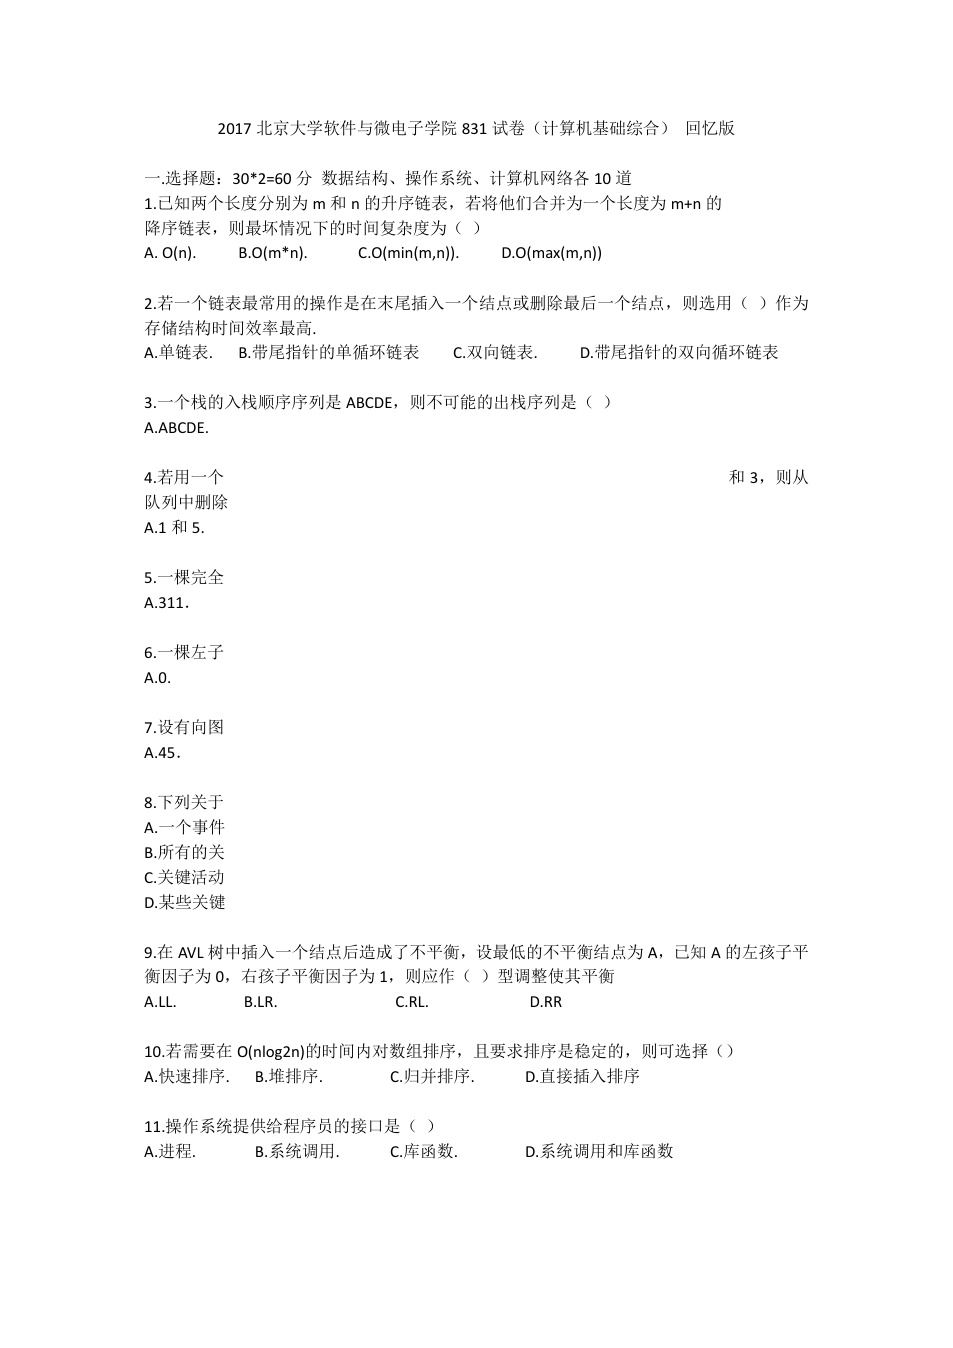 2017 北京大学软件与微电子学院 831 试卷（计算机基础综合） 回忆版
一.选择题：30*2=60 分 数据结构、操作系统、计算机网络各 10 道
1.已知两个长度分别为 m 和 n 的升序链表，若将他们合并为一个长度为 m+n 的
降序链表，则最坏情况下的时间复杂度为（ ）
A. O(n). B.O(m*n). C.O(min(m,n)). D.O(max(m,n))
2.若一个链表最常用的操作是在末尾插入一个结点或删除最后一个结点，则选用（ ）作为
存储结构时间效率最高.
A.单链表. B.带尾指针的单循环链表 C.双向链表. D.带尾指针的双向循环链表
3.一个栈的入栈顺序序列是 ABCDE，则不可能的出栈序列是（ ）
A.ABCDE.
4.若用一个 和 3，则从
队列中删除
A.1 和 5.
5.一棵完全
A.311.
6.一棵左子
A.0.
7.设有向图
A.45.
8.下列关于
A.一个事件
B.所有的关
C.关键活动
D.某些关键
9.在 AVL 树中插入一个结点后造成了不平衡，设最低的不平衡结点为 A，已知 A 的左孩子平
衡因子为 0，右孩子平衡因子为 1，则应作（ ）型调整使其平衡
A.LL. B.LR. C.RL. D.RR
10.若需要在 O(nlog2n)的时间内对数组排序，且要求排序是稳定的，则可选择（）
A.快速排序. B.堆排序. C.归并排序. D.直接插入排序
11.操作系统提供给程序员的接口是（ ）
A.进程. B.系统调用. C.库函数. D.系统调用和库函数